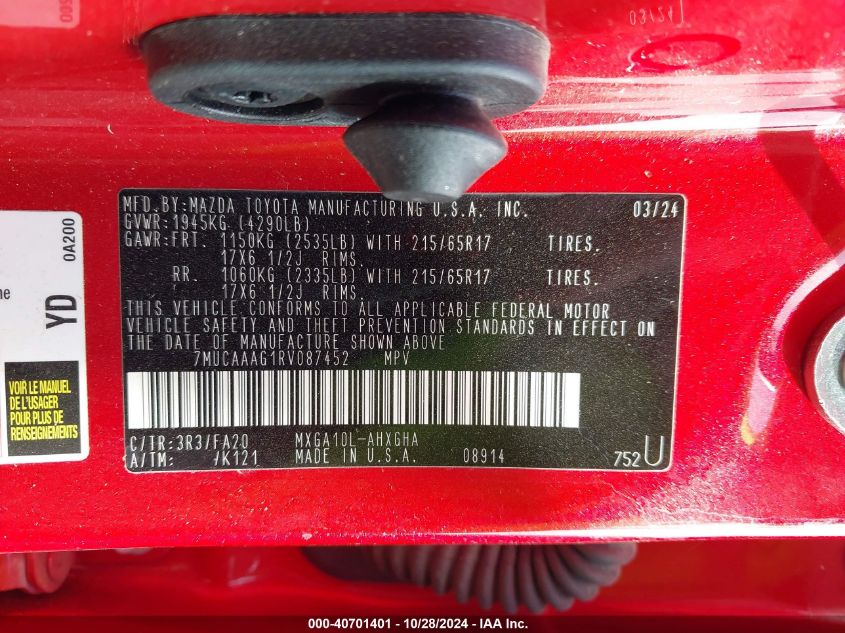 03/24
MFD.BY:MAZDA TOYOTA MANUFACTURING U.S.A. INC. 03/24
GVWR:1945KG (4290LB)
GAWR:FRT. 1150KG (2535LB) WITH 215/65R17 TIRES.
17X6 1/2J RIMS.
RR. 1060KG (2335LB) WITH 215/65R17 TIRES.
17X6 1/2J RIMS.
THIS VEHICLE CONFORMS TO ALL APPLICABLE FEDERAL MOTOR
VEHICLE SAFETY AND THEFT PREVENTION STANDARDS IN EFFECT ON
THE DATE OF MANUFACTURE SHOWN ABOVE
7MUCAAAG1RV087452 MPV
C/TR:3R3/FA20 MXGA10L-AHXGHA
A/TM: /K121 MADE IN U.S.A. 08914 752U
0A200
YD
VOIR LE MANUEL
DE L'USAGER
POUR PLUS DE
RENSEIGNEMENTS
000-40701401 - 10/28/2024 - IAA Inc.